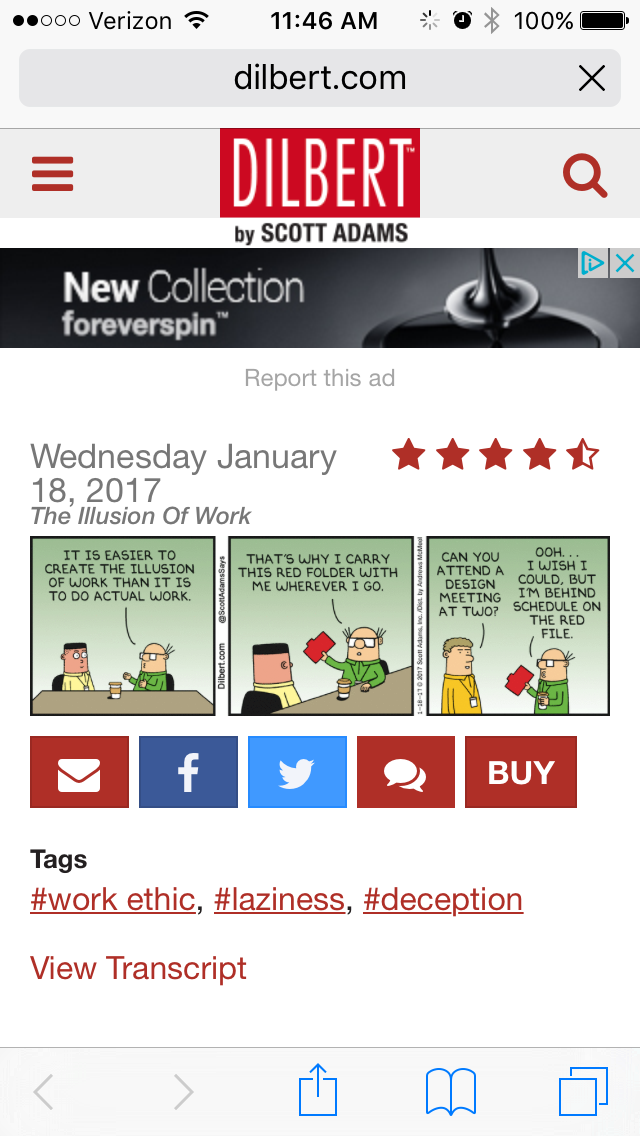 Verizon 11:46 AM 100%
dilbert.com
DILBERT™
by SCOTT ADAMS
New Collection
foreverspin™
Report this ad
Wednesday January
18, 2017
The Illusion Of Work
IT IS EASIER TO
CREATE THE ILLUSION
OF WORK THAN IT IS
TO DO ACTUAL WORK.
Dilbert.com @ScottAdamsSays
THAT'S WHY I CARRY
THIS RED FOLDER WITH
ME WHEREVER I GO.
1-18-17 © 2017 Scott Adams, Inc. /Dist. by Andrews McMeel
CAN YOU
ATTEND A
DESIGN
MEETING
AT TWO?
OOH. . .
I WISH I
COULD, BUT
I'M BEHIND
SCHEDULE ON
THE RED
FILE.
BUY
Tags
#work ethic, #laziness, #deception
View Transcript